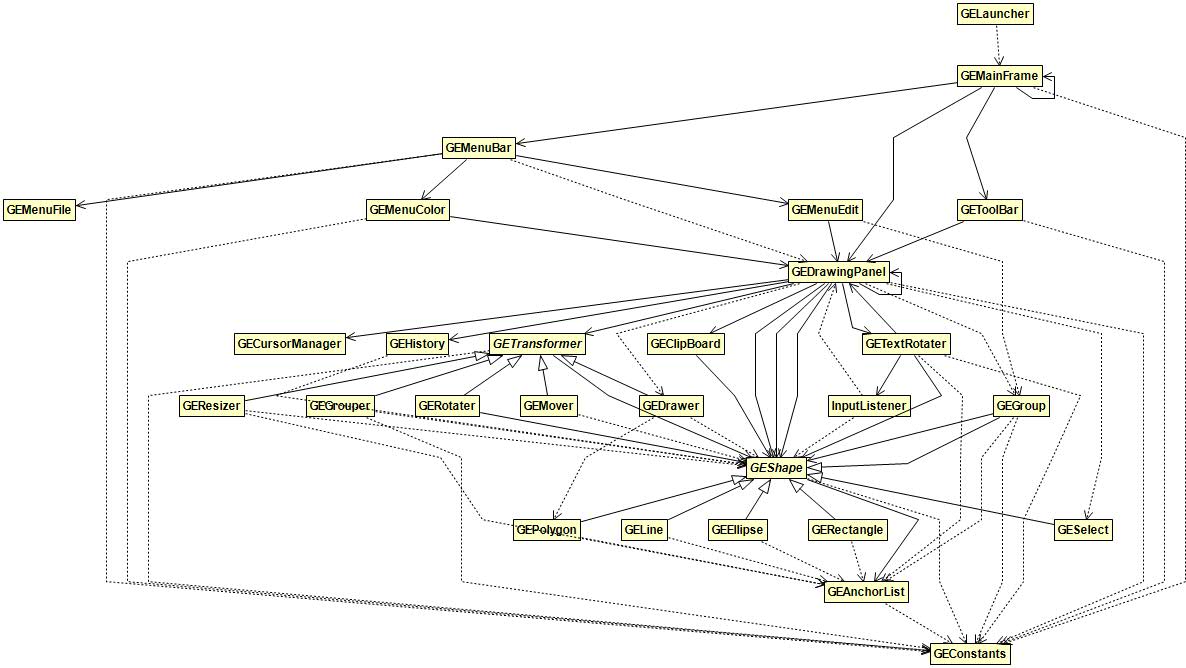 GELauncher
GEMainFrame
GEMenuBar
GEMenuFile
GEMenuColor
GEMenuEdit
GEToolBar
GEDrawingPanel
GECursorManager
GEHistory
GETransformer
GEClipBoard
GETextRotater
GEResizer
GEGrouper
GERotater
GEMover
GEDrawer
InputListener
GEGroup
GEShape
GEPolygon
GELine
GEEllipse
GERectangle
GESelect
GEAnchorList
GEConstants